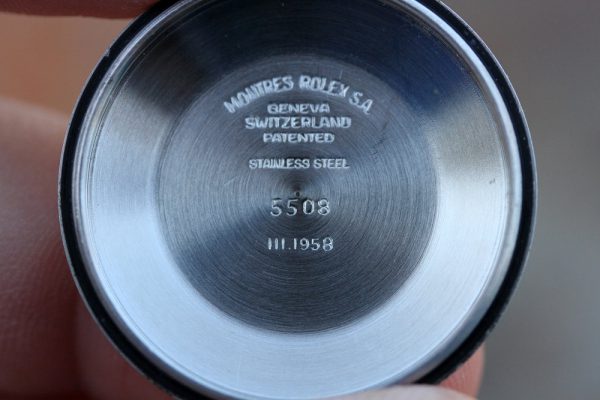 MONTRES ROLEX S.A.
GENEVA
SWITZERLAND
PATENTED
STAINLESS STEEL
5508
III.1958